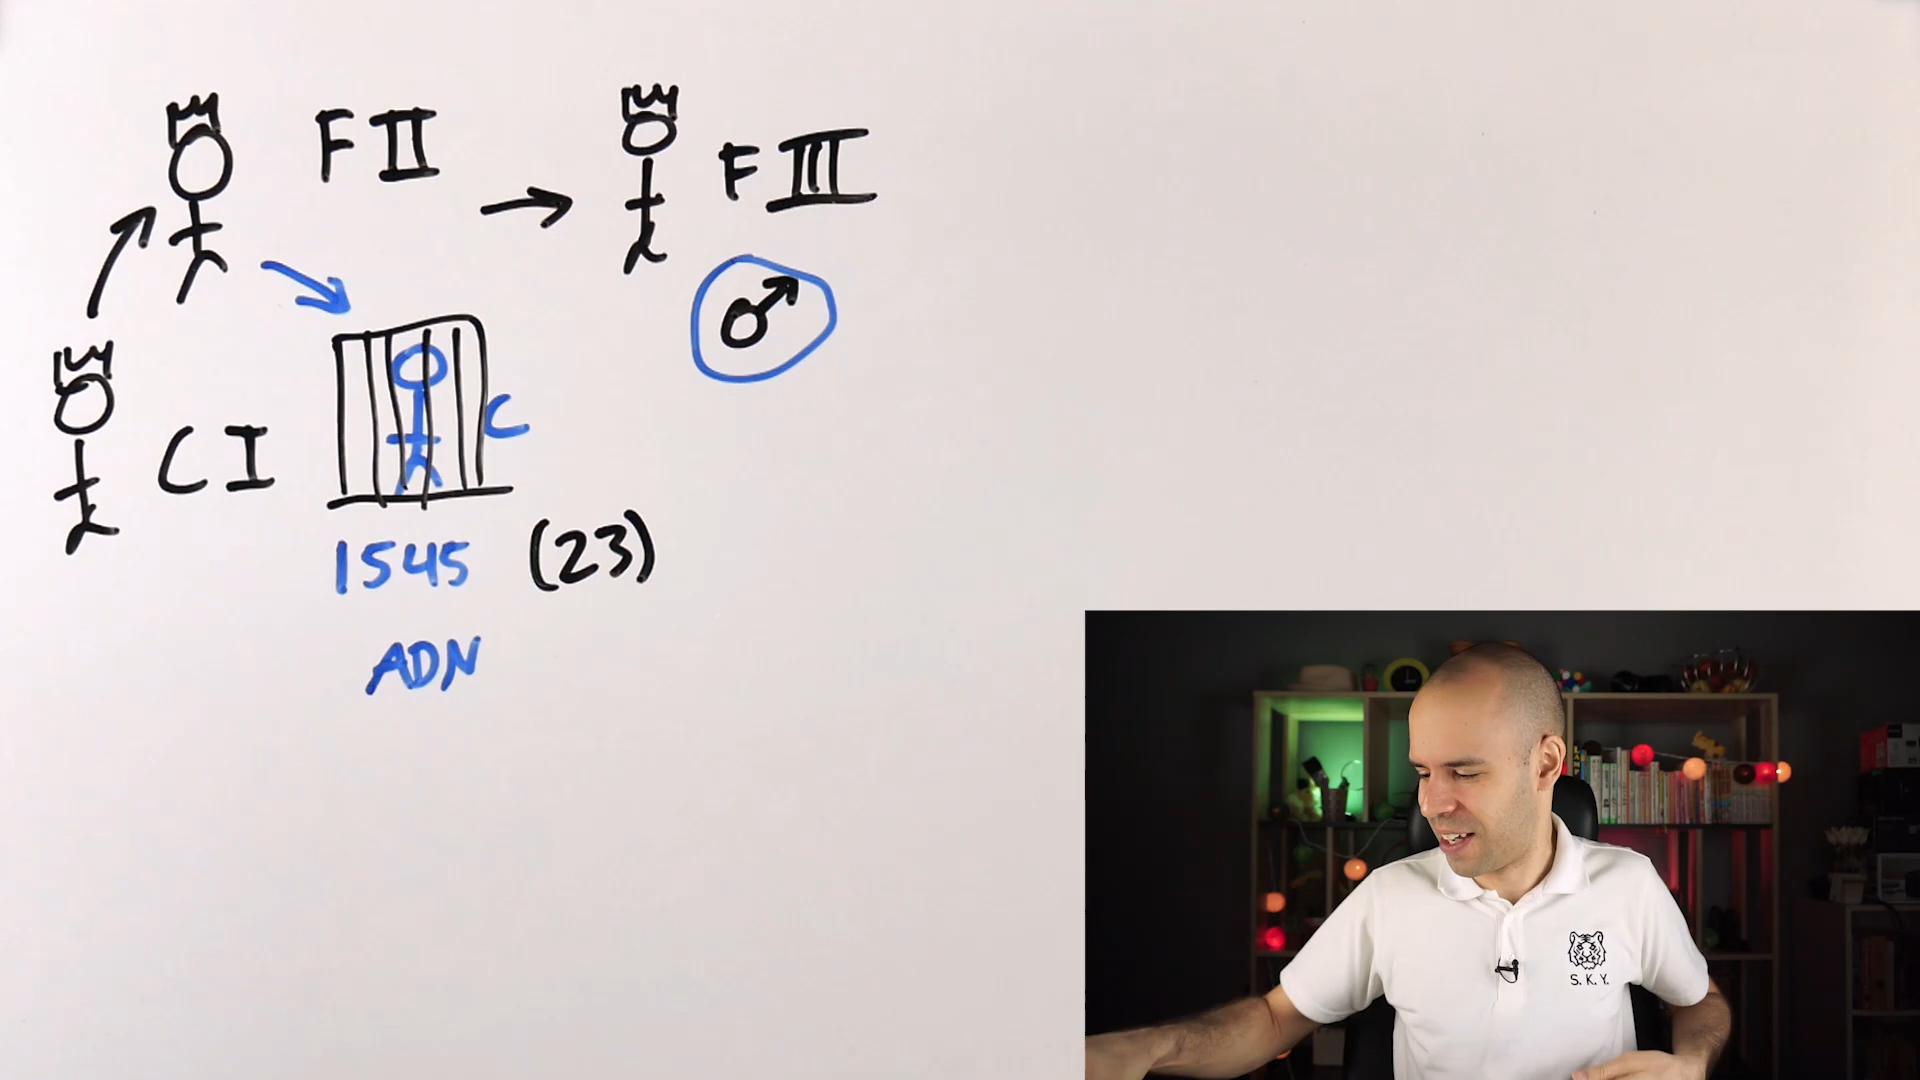 F II
F III
C I
C
1545 (23)
ADN
S. K. Y.